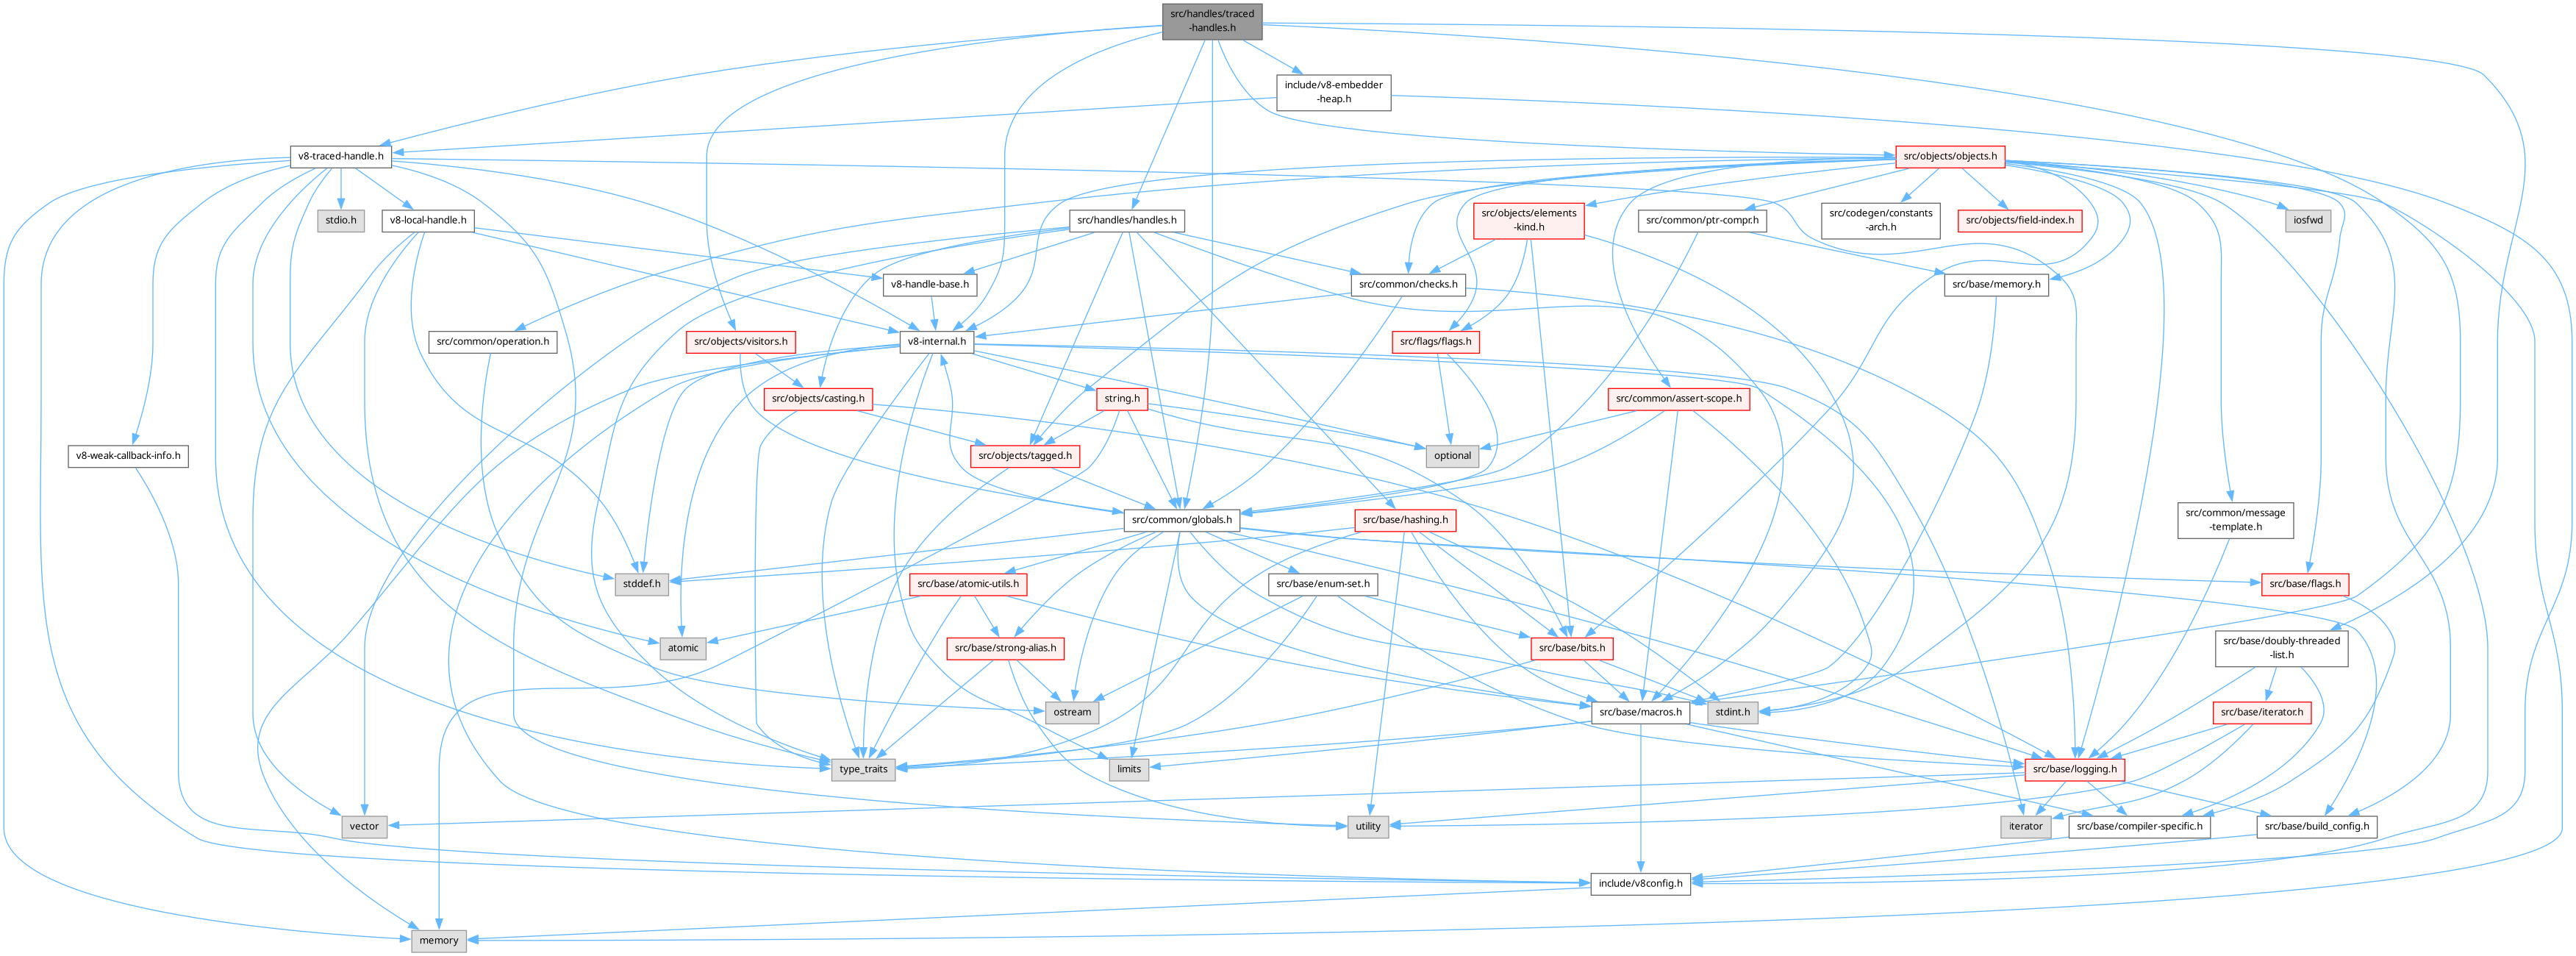 src/handles/traced
-handles.h
include/v8-embedder
-heap.h
v8-traced-handle.h
src/objects/objects.h
stdio.h
v8-local-handle.h
src/handles/handles.h
src/objects/elements
-kind.h
src/common/ptr-compr.h
src/codegen/constants
-arch.h
src/objects/field-index.h
iosfwd
v8-handle-base.h
src/common/checks.h
src/base/memory.h
src/common/operation.h
src/objects/visitors.h
v8-internal.h
src/flags/flags.h
src/objects/casting.h
string.h
src/common/assert-scope.h
v8-weak-callback-info.h
src/objects/tagged.h
optional
src/common/globals.h
src/base/hashing.h
src/common/message
-template.h
stddef.h
src/base/atomic-utils.h
src/base/enum-set.h
src/base/flags.h
atomic
src/base/strong-alias.h
src/base/bits.h
src/base/doubly-threaded
-list.h
ostream
src/base/macros.h
stdint.h
src/base/iterator.h
type_traits
limits
src/base/logging.h
vector
utility
iterator
src/base/compiler-specific.h
src/base/build_config.h
include/v8config.h
memory